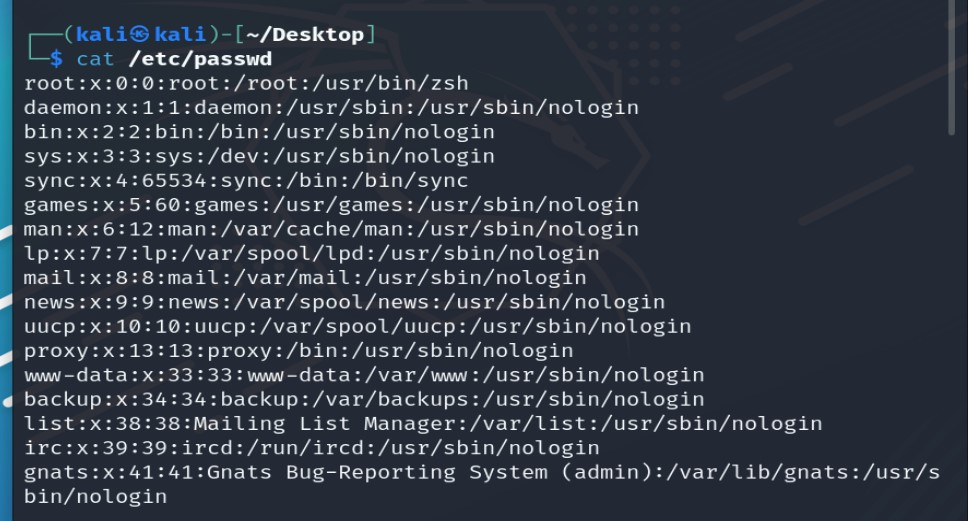 ┌──(kali㉿kali)-[~/Desktop]
└─$ cat /etc/passwd
root:x:0:0:root:/root:/usr/bin/zsh
daemon:x:1:1:daemon:/usr/sbin:/usr/sbin/nologin
bin:x:2:2:bin:/bin:/usr/sbin/nologin
sys:x:3:3:sys:/dev:/usr/sbin/nologin
sync:x:4:65534:sync:/bin:/bin/sync
games:x:5:60:games:/usr/games:/usr/sbin/nologin
man:x:6:12:man:/var/cache/man:/usr/sbin/nologin
lp:x:7:7:lp:/var/spool/lpd:/usr/sbin/nologin
mail:x:8:8:mail:/var/mail:/usr/sbin/nologin
news:x:9:9:news:/var/spool/news:/usr/sbin/nologin
uucp:x:10:10:uucp:/var/spool/uucp:/usr/sbin/nologin
proxy:x:13:13:proxy:/bin:/usr/sbin/nologin
www-data:x:33:33:www-data:/var/www:/usr/sbin/nologin
backup:x:34:34:backup:/var/backups:/usr/sbin/nologin
list:x:38:38:Mailing List Manager:/var/list:/usr/sbin/nologin
irc:x:39:39:ircd:/run/ircd:/usr/sbin/nologin
gnats:x:41:41:Gnats Bug-Reporting System (admin):/var/lib/gnats:/usr/s
bin/nologin